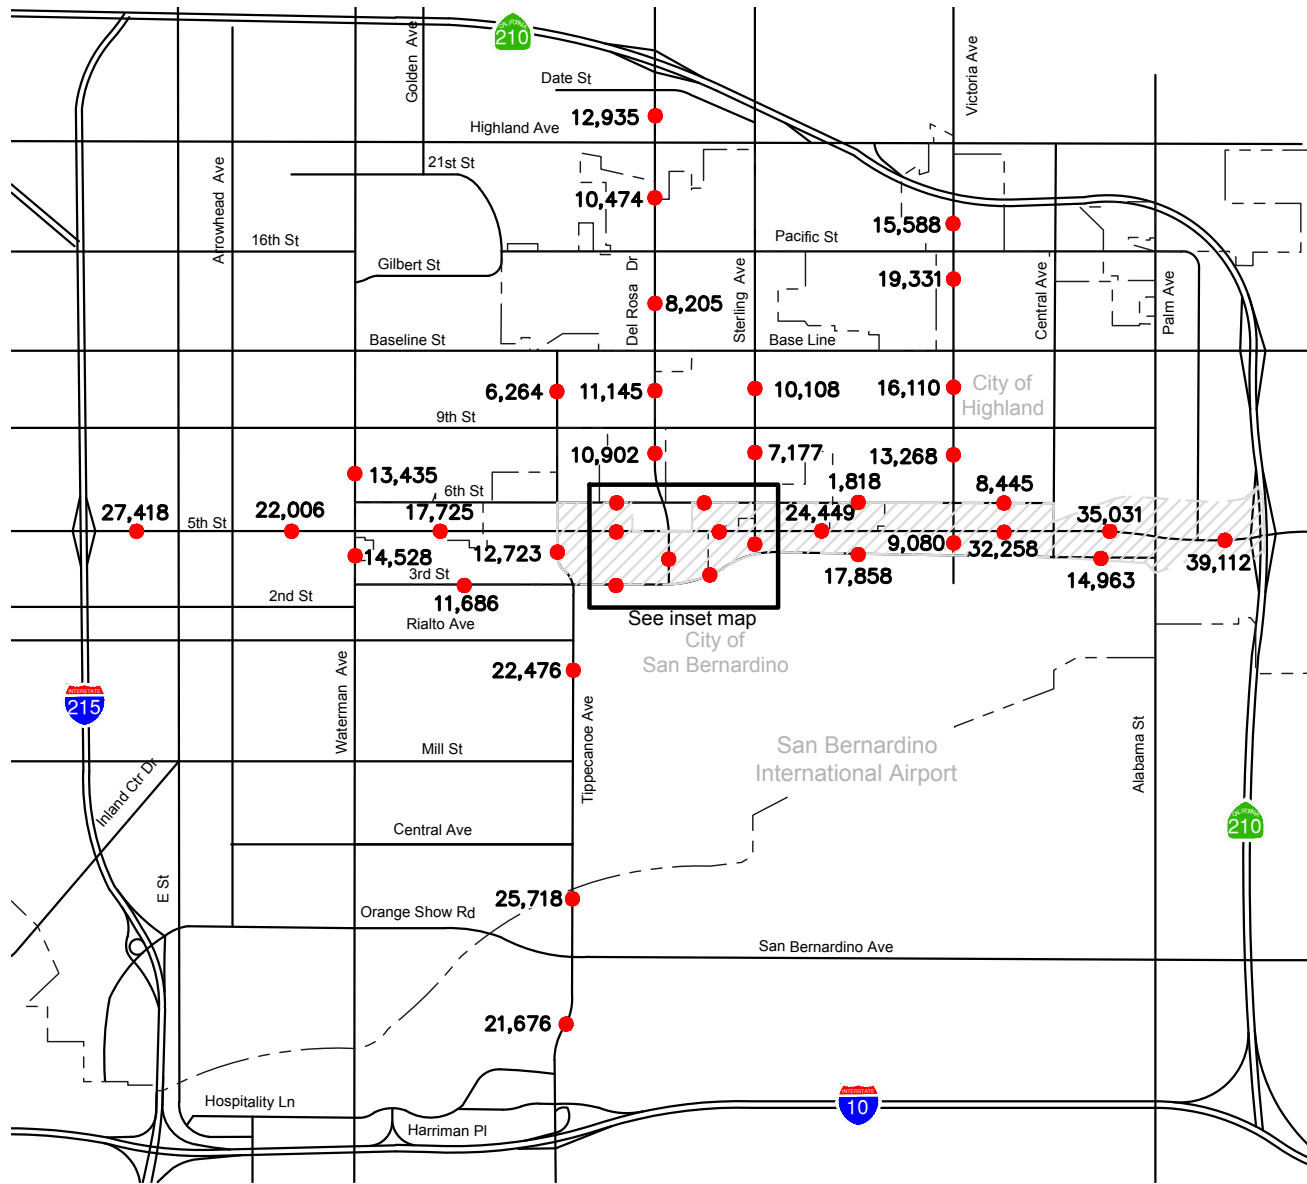 Golden Ave
CALIFORNIA
210
Victoria Ave
Date St
12,935
Highland Ave
Arrowhead Ave
21st St
10,474
15,588
16th St
Pacific St
Gilbert St
Del Rosa Dr
Sterling Ave
19,331
Central Ave
Palm Ave
8,205
Baseline St
Base Line
6,264
11,145
10,108
16,110
City of
Highland
9th St
10,902
7,177
13,268
13,435
6th St
1,818
8,445
27,418
5th St
22,006
17,725
24,449
35,031
14,528
12,723
9,080
32,258
39,112
3rd St
17,858
14,963
2nd St
11,686
Rialto Ave
See inset map
City of
San Bernardino
22,476
INTERSTATE
215
Waterman Ave
Tippecanoe Ave
Mill St
San Bernardino
International Airport
Alabama St
Inland Ctr Dr
Central Ave
CALIFORNIA
210
E St
25,718
Orange Show Rd
San Bernardino Ave
21,676
Hospitality Ln
INTERSTATE
10
Harriman Pl